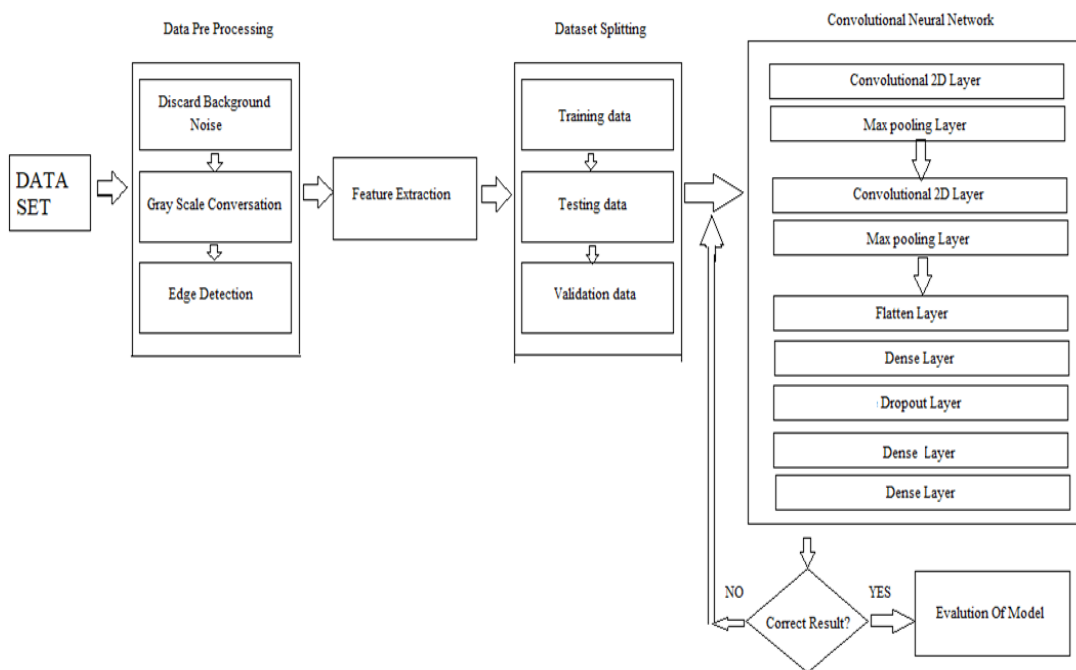 DATA
SET
Data Pre Processing
Discard Background
Noise
Gray Scale Conversation
Edge Detection
Feature Extraction
Dataset Splitting
Training data
Testing data
Validation data
Convolutional Neural Network
Convolutional 2D Layer
Max pooling Layer
Convolutional 2D Layer
Max pooling Layer
Flatten Layer
Dense Layer
Dropout Layer
Dense Layer
Dense Layer
Correct Result?
NO
YES
Evalution Of Model